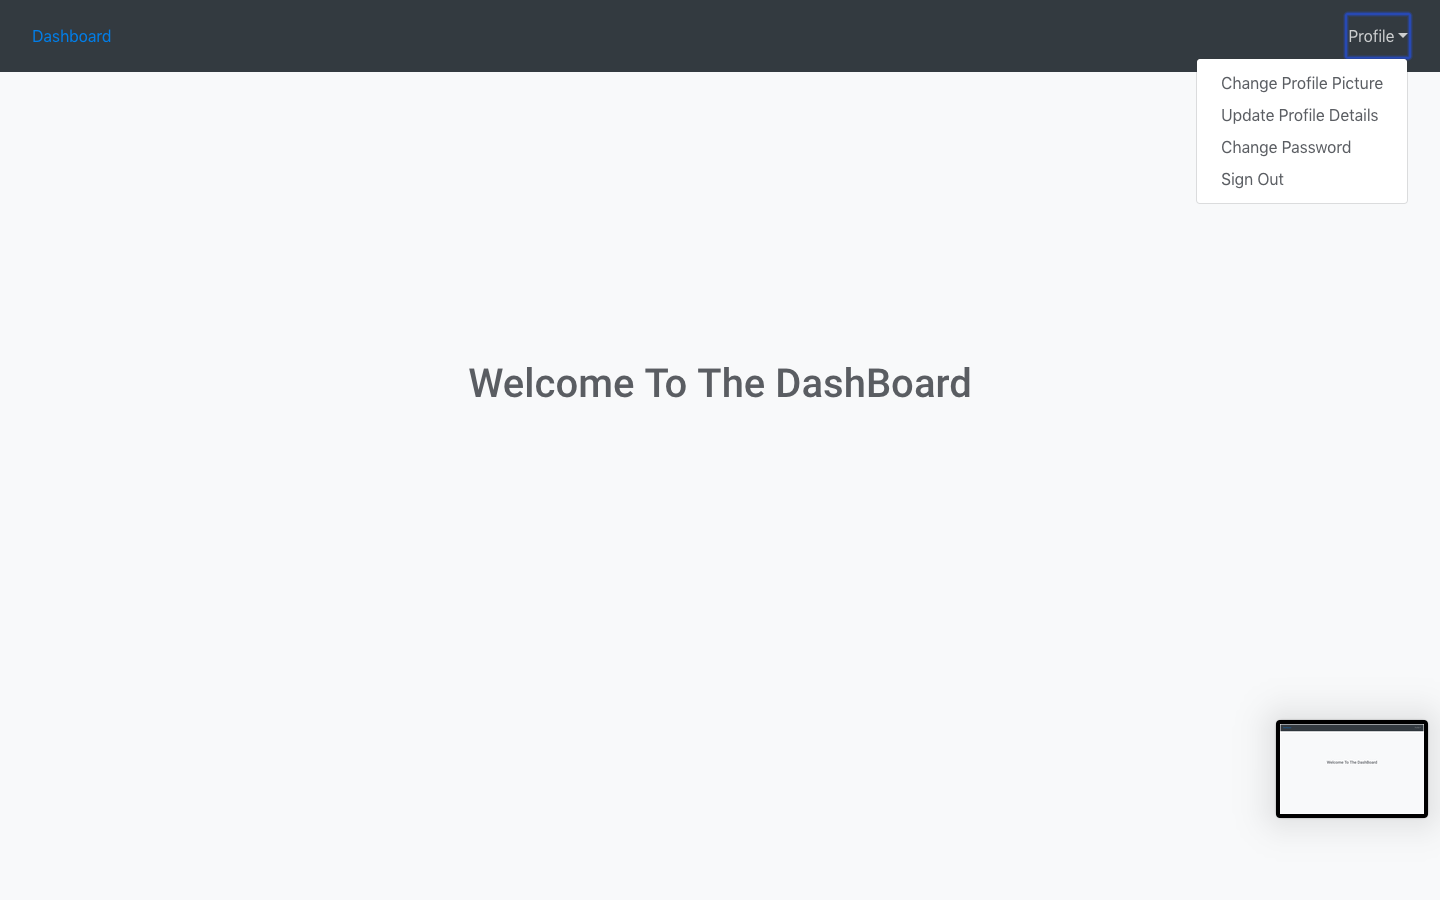 Dashboard
Profile
Change Profile Picture
Update Profile Details
Change Password
Sign Out
Welcome To The DashBoard
Welcome To The DashBoard